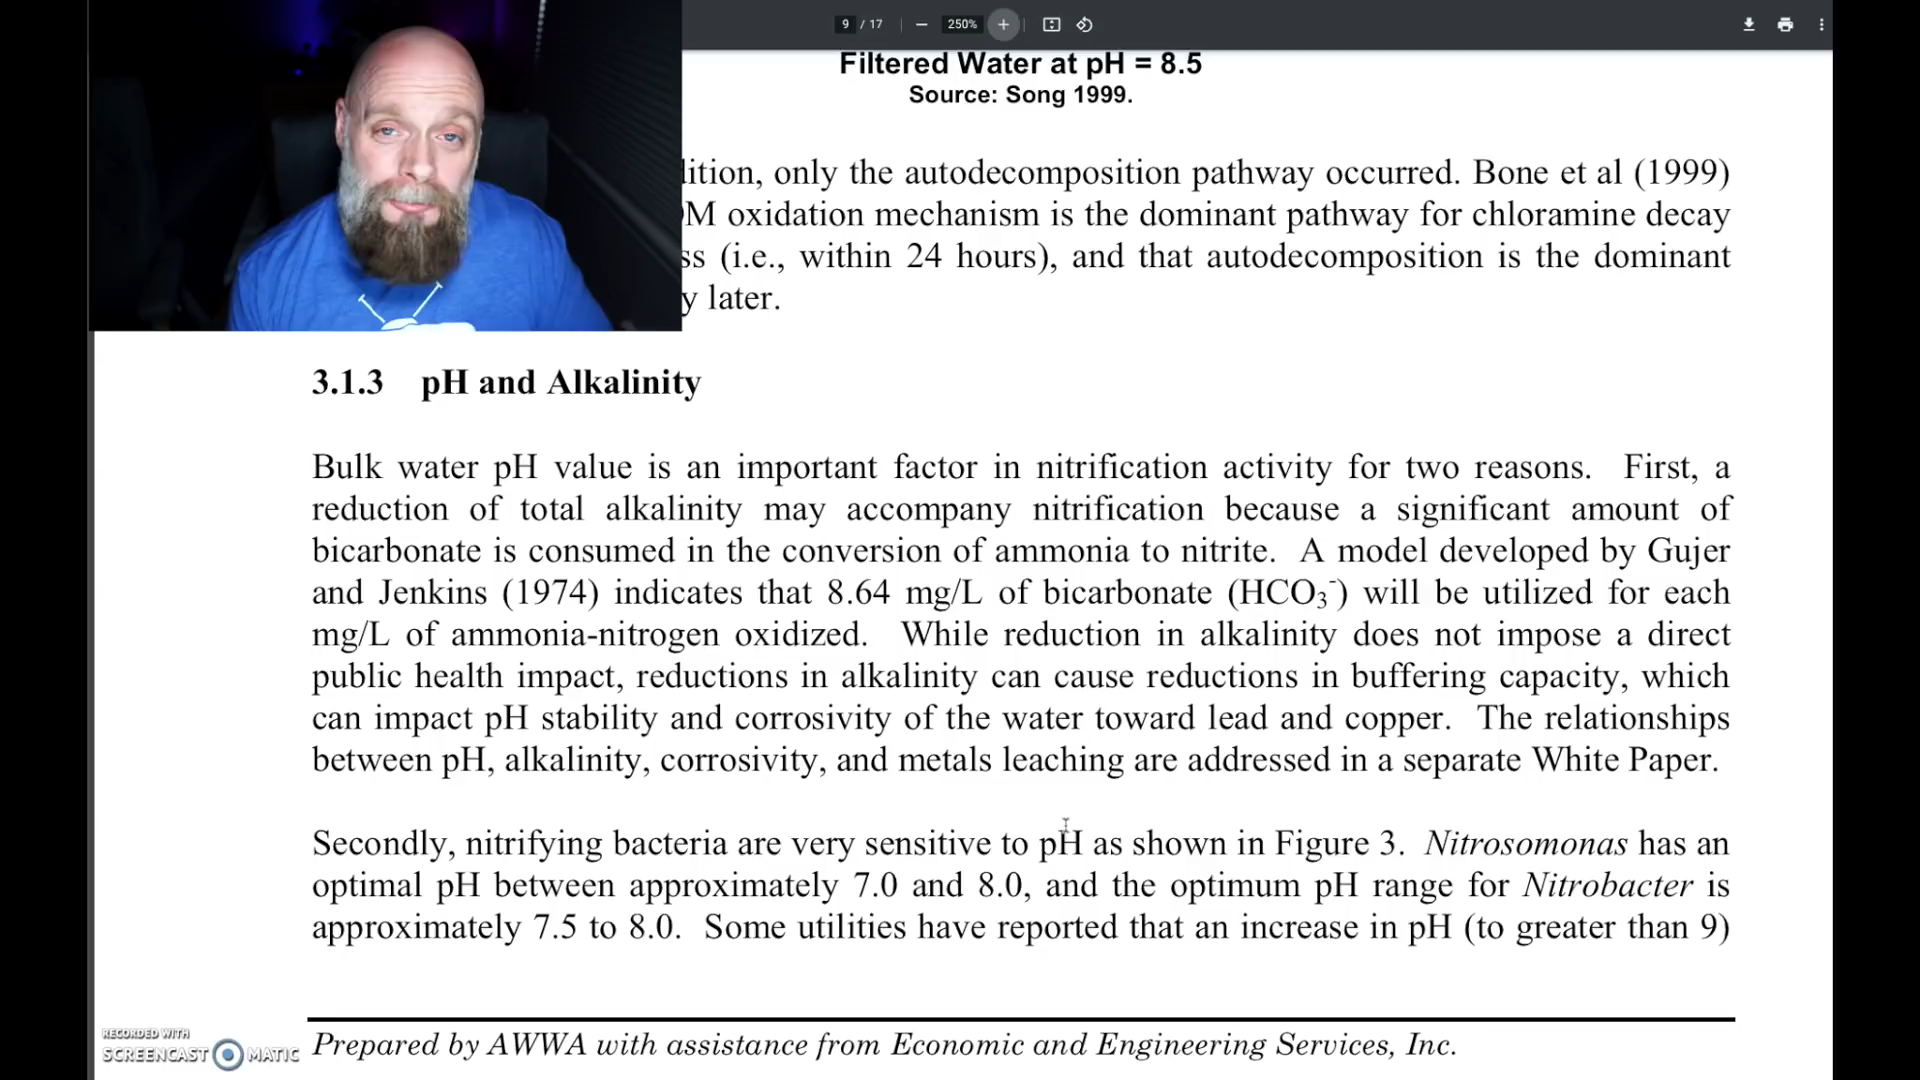 9 / 17
250%
Filtered Water at pH = 8.5
Source: Song 1999.
lition, only the autodecomposition pathway occurred. Bone et al (1999)
M oxidation mechanism is the dominant pathway for chloramine decay
ss (i.e., within 24 hours), and that autodecomposition is the dominant
y later.
3.1.3 pH and Alkalinity
Bulk water pH value is an important factor in nitrification activity for two reasons. First, a
reduction of total alkalinity may accompany nitrification because a significant amount of
bicarbonate is consumed in the conversion of ammonia to nitrite. A model developed by Gujer
and Jenkins (1974) indicates that 8.64 mg/L of bicarbonate (HCO₃⁻) will be utilized for each
mg/L of ammonia-nitrogen oxidized. While reduction in alkalinity does not impose a direct
public health impact, reductions in alkalinity can cause reductions in buffering capacity, which
can impact pH stability and corrosivity of the water toward lead and copper. The relationships
between pH, alkalinity, corrosivity, and metals leaching are addressed in a separate White Paper.
Secondly, nitrifying bacteria are very sensitive to pH as shown in Figure 3. Nitrosomonas has an
optimal pH between approximately 7.0 and 8.0, and the optimum pH range for Nitrobacter is
approximately 7.5 to 8.0. Some utilities have reported that an increase in pH (to greater than 9)
Prepared by AWWA with assistance from Economic and Engineering Services, Inc.
RECORDED WITH
SCREENCAST MATIC